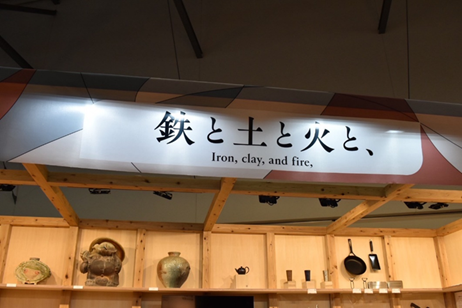 鉄と土と火と、
Iron, clay, and fire,